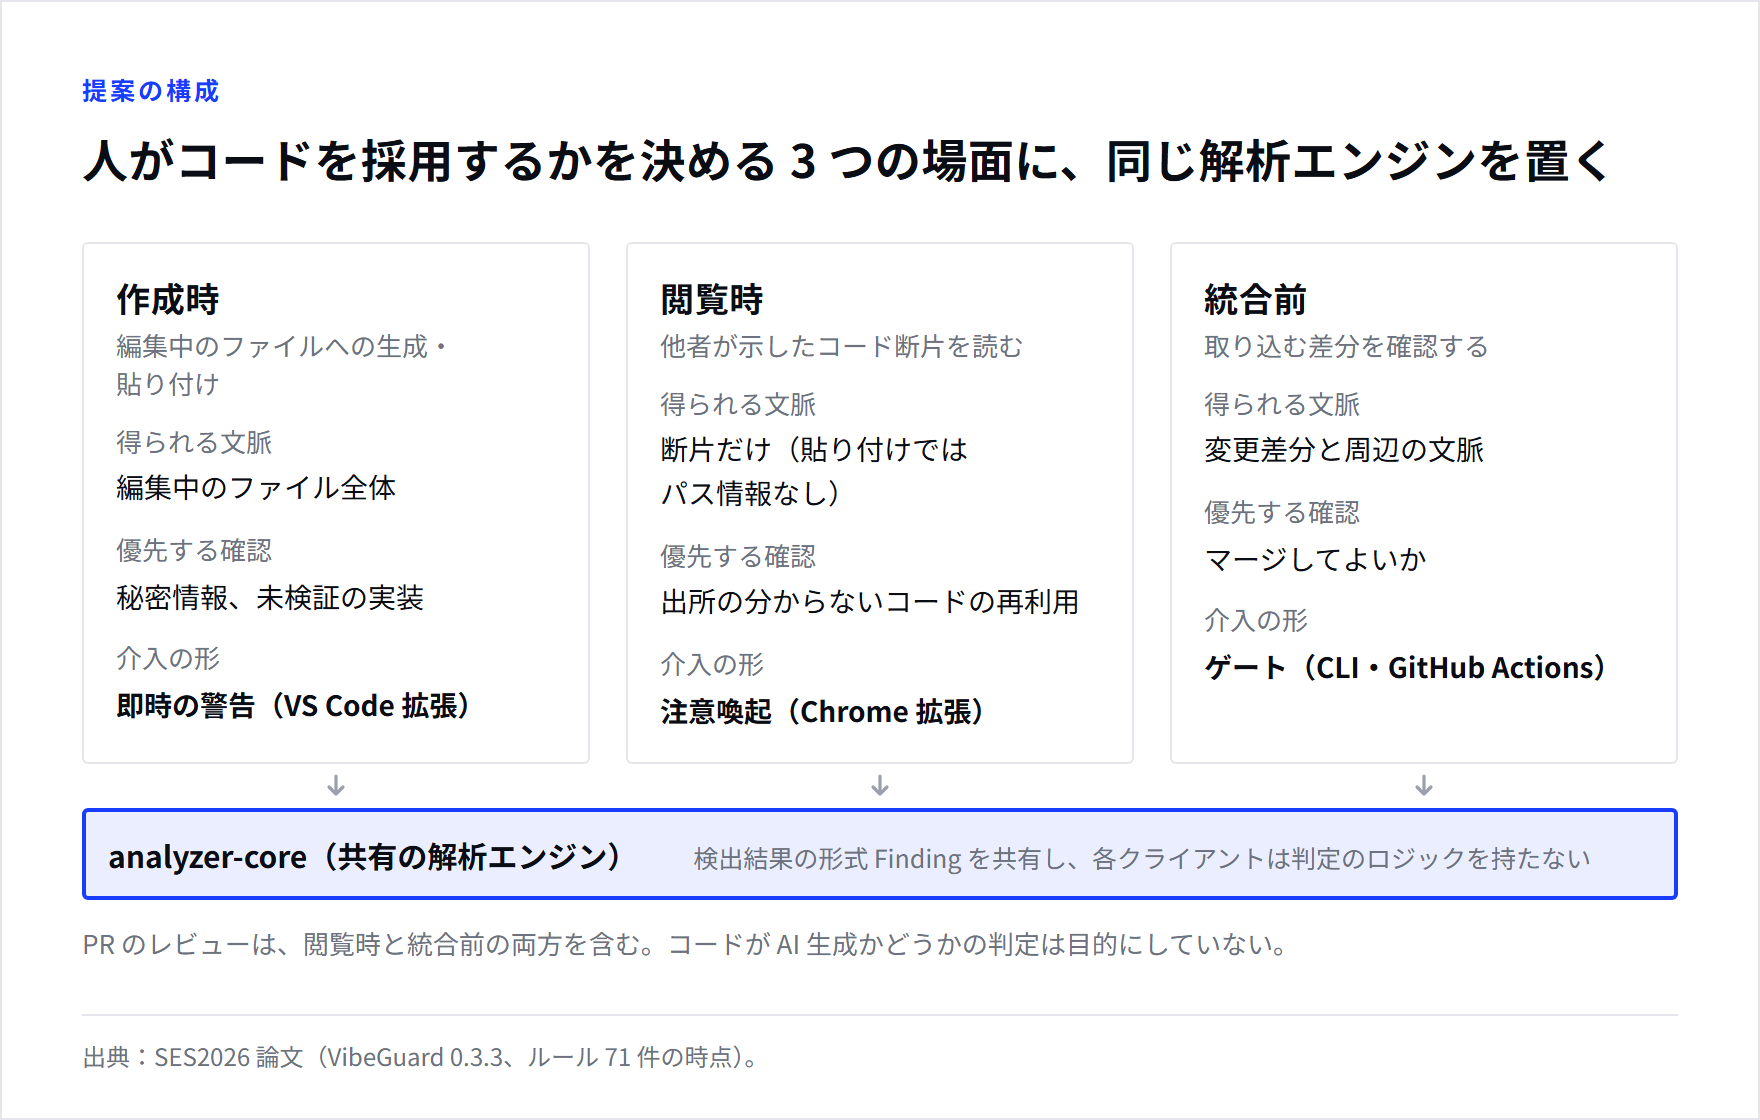 提案の構成
人がコードを採用するかを決める 3 つの場面に、同じ解析エンジンを置く
作成時
編集中のファイルへの生成・
貼り付け
得られる文脈
編集中のファイル全体
優先する確認
秘密情報、未検証の実装
介入の形
即時の警告（VS Code 拡張）
閲覧時
他者が示したコード断片を読む
得られる文脈
断片だけ（貼り付けでは
パス情報なし）
優先する確認
出所の分からないコードの再利用
介入の形
注意喚起（Chrome 拡張）
統合前
取り込む差分を確認する
得られる文脈
変更差分と周辺の文脈
優先する確認
マージしてよいか
介入の形
ゲート（CLI・GitHub Actions）
analyzer-core（共有の解析エンジン） 検出結果の形式 Finding を共有し、各クライアントは判定のロジックを持たない
PR のレビューは、閲覧時と統合前の両方を含む。コードが AI 生成かどうかの判定は目的にしていない。
出典：SES2026 論文（VibeGuard 0.3.3、ルール 71 件の時点）。